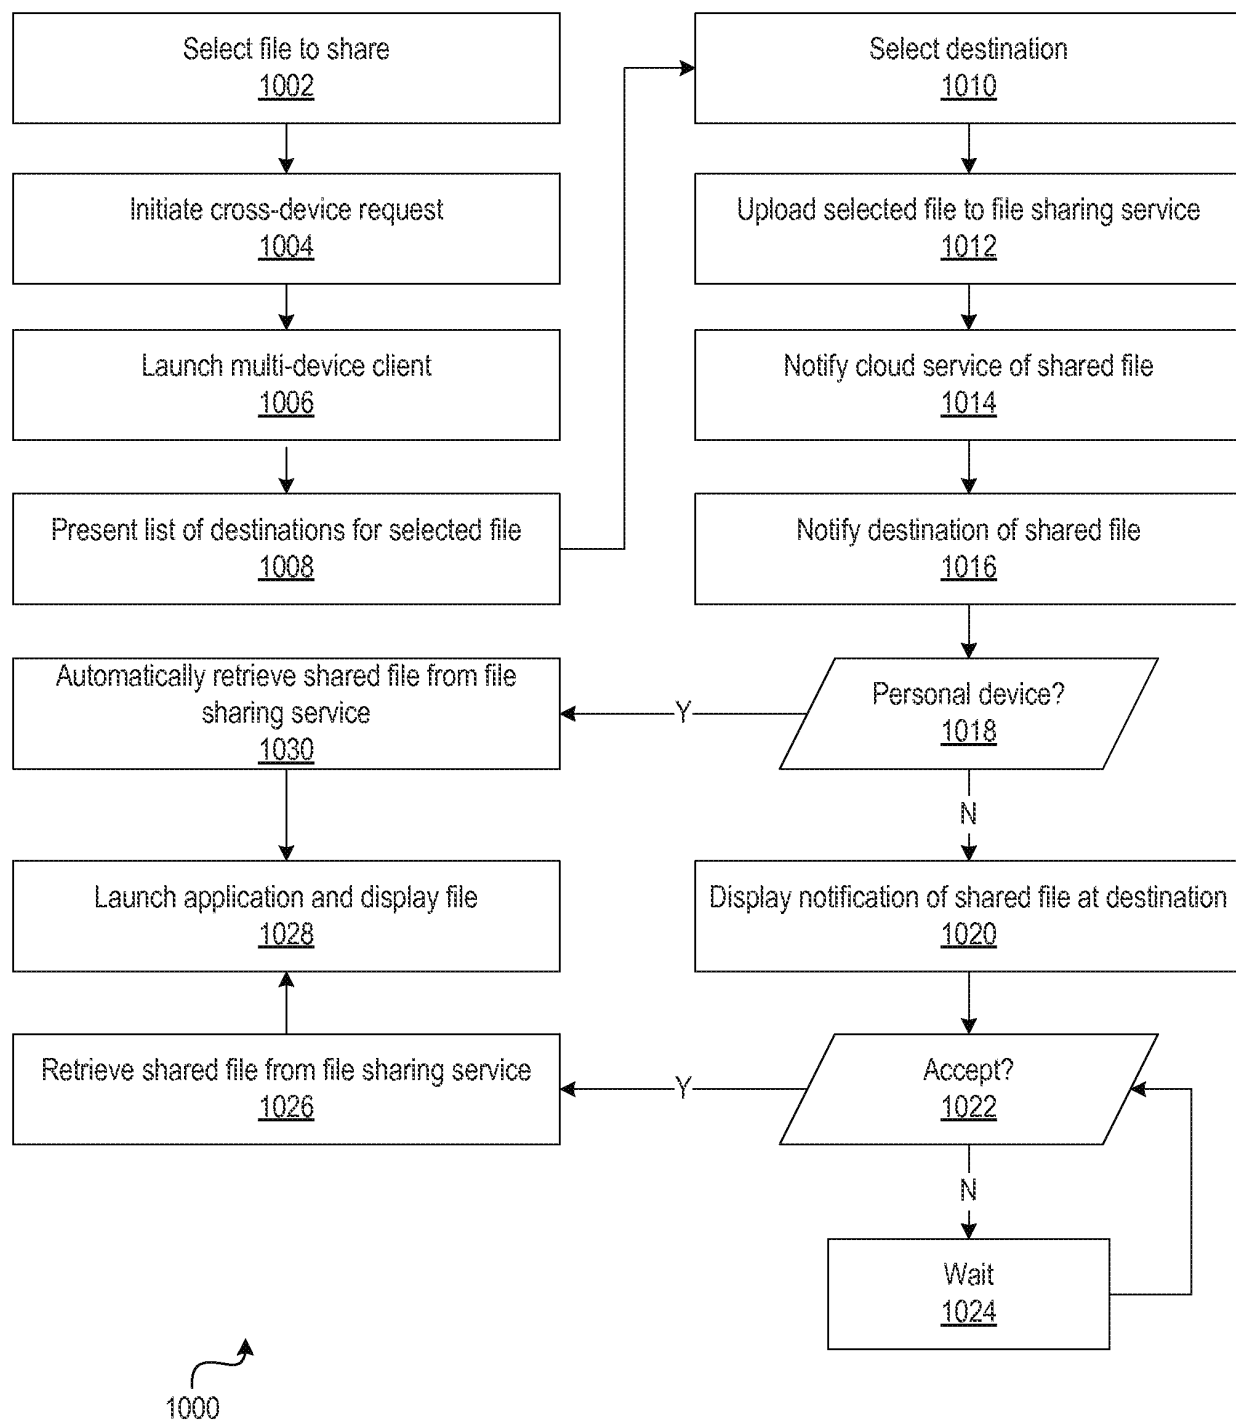 Select file to share
1002
Initiate cross-device request
1004
Launch multi-device client
1006
Present list of destinations for selected file
1008
Select destination
1010
Upload selected file to file sharing service
1012
Notify cloud service of shared file
1014
Notify destination of shared file
1016
Personal device?
1018
Y
N
Automatically retrieve shared file from file
sharing service
1030
Launch application and display file
1028
Display notification of shared file at destination
1020
Accept?
1022
Y
N
Retrieve shared file from file sharing service
1026
Wait
1024
1000